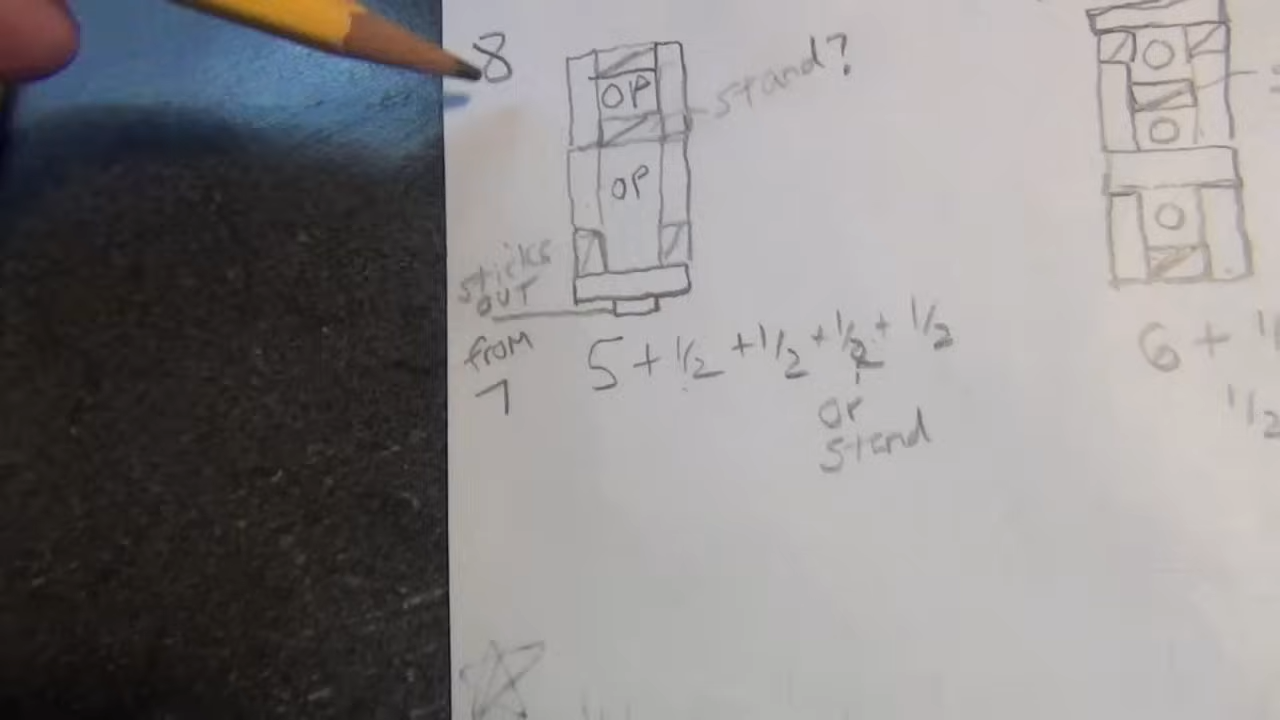 8
OP
stand?
OP
sticks
OUT
from
7
5 + 1/2 + 1/2 + 1/2 + 1/2
or
stand
O
O
O
6 +
1/2